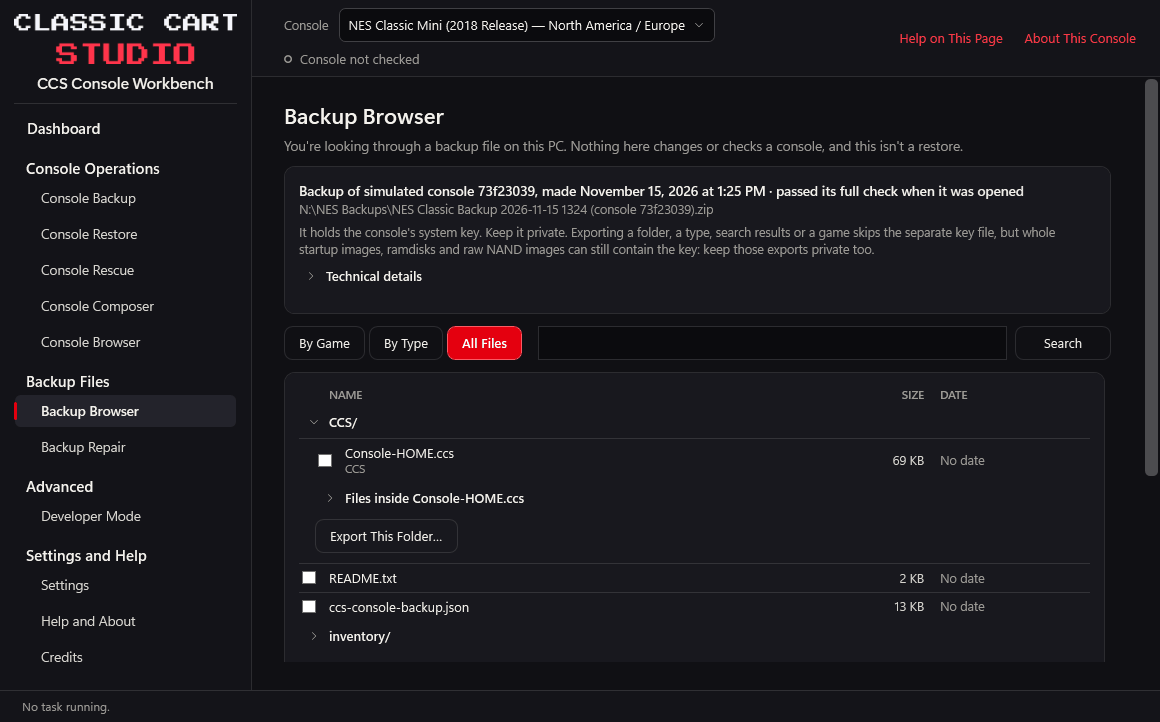 CLASSIC CART
STUDIO
CCS Console Workbench
Dashboard
Console Operations
Console Backup
Console Restore
Console Rescue
Console Composer
Console Browser
Backup Files
Backup Browser
Backup Repair
Advanced
Developer Mode
Settings and Help
Settings
Help and About
Credits
Console
NES Classic Mini (2018 Release) — North America / Europe
Console not checked
Help on This Page
About This Console
Backup Browser
You're looking through a backup file on this PC. Nothing here changes or checks a console, and this isn't a restore.
Backup of simulated console 73f23039, made November 15, 2026 at 1:25 PM · passed its full check when it was opened
N:\NES Backups\NES Classic Backup 2026-11-15 1324 (console 73f23039).zip
It holds the console's system key. Keep it private. Exporting a folder, a type, search results or a game skips the separate key file, but whole
startup images, ramdisks and raw NAND images can still contain the key: keep those exports private too.
Technical details
By Game
By Type
All Files
Search
NAME SIZE DATE
CCS/
Console-HOME.ccs 69 KB No date
CCS
Files inside Console-HOME.ccs
Export This Folder...
README.txt 2 KB No date
ccs-console-backup.json 13 KB No date
inventory/
No task running.